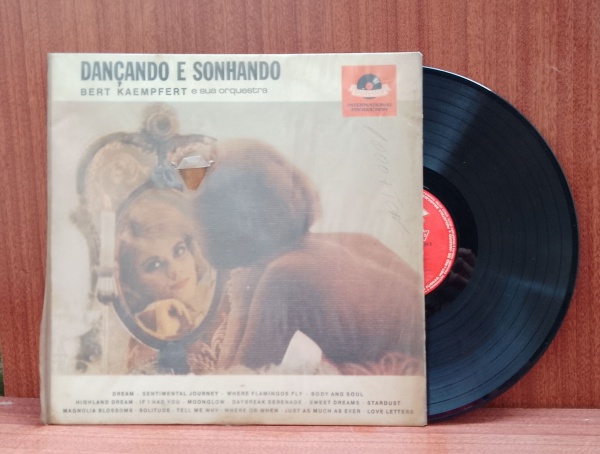 DANÇANDO E SONHANDO
BERT KAEMPFERT e sua orquestra
DREAM · SENTIMENTAL JOURNEY · WHERE FLAMINGOS FLY · BODY AND SOUL
HIGHLAND DREAM · IF I HAD YOU · MOONGLOW · DAYBREAK SERENADE · SWEET DREAMS · STARDUST
MAGNOLIA BLOSSOMS · SOLITUDE · TELL ME WHY · WHERE OR WHEN · JUST AS MUCH AS EVER · LOVE LETTERS